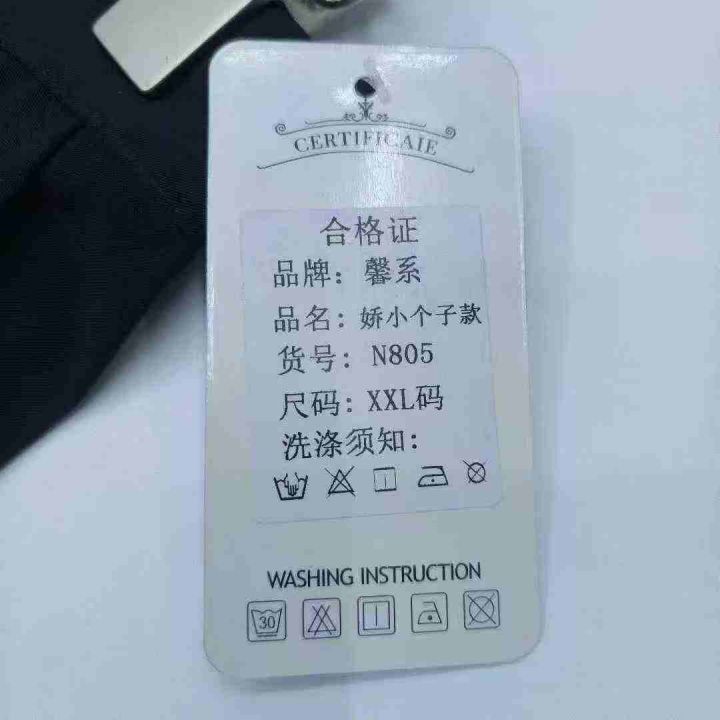 CERTIFICAIE
合格证
品牌：馨系
品名：娇小个子款
货号：N805
尺码：XXL码
洗涤须知：
WASHING INSTRUCTION
30